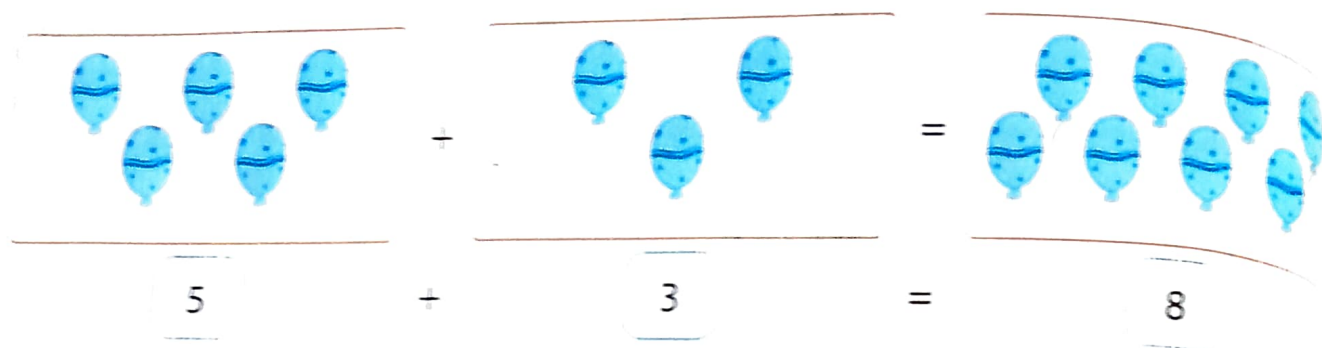 + =
5 + 3 = 8